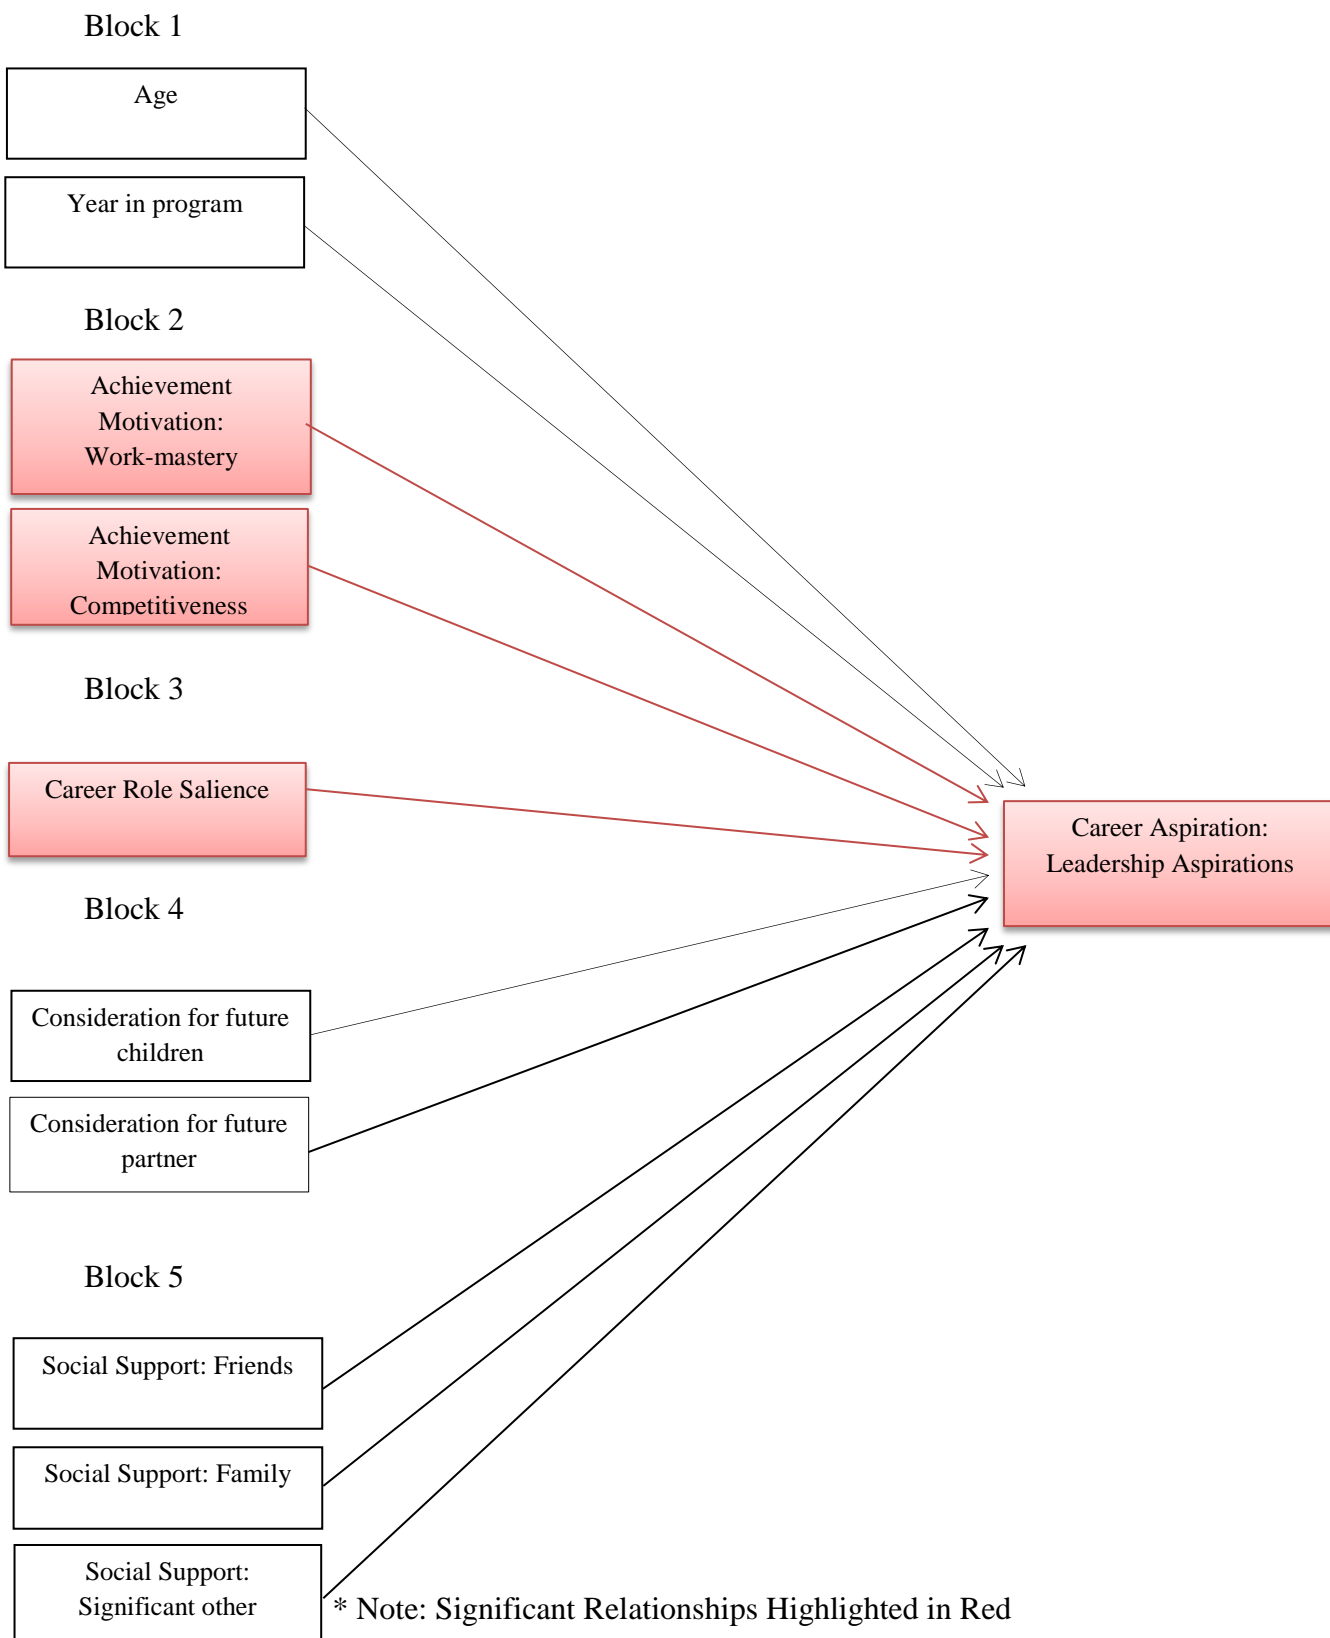 Block 1
Age
Year in program
Block 2
Achievement
Motivation:
Work-mastery
Achievement
Motivation:
Competitiveness
Block 3
Career Role Salience
Career Aspiration:
Leadership Aspirations
Block 4
Consideration for future
children
Consideration for future
partner
Block 5
Social Support: Friends
Social Support: Family
Social Support:
Significant other
* Note: Significant Relationships Highlighted in Red